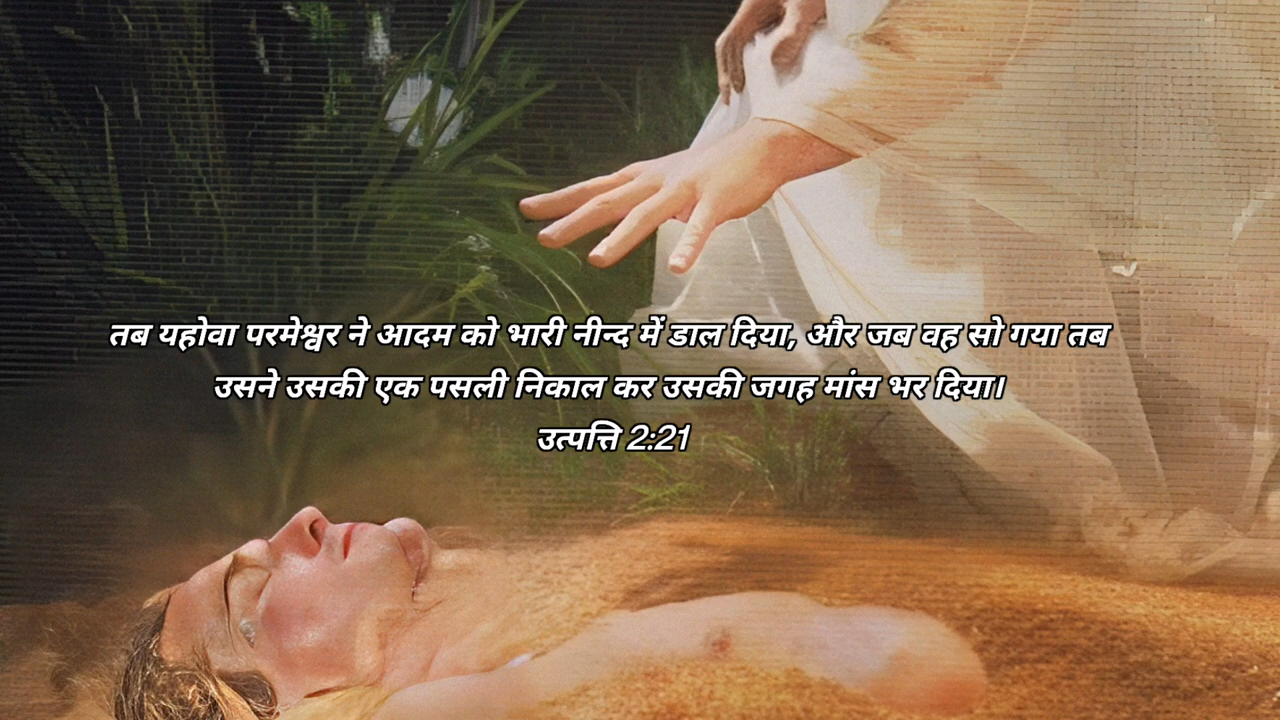 तब यहोवा परमेश्वर ने आदम को भारी नीन्द में डाल दिया, और जब वह सो गया तब
उसने उसकी एक पसली निकाल कर उसकी जगह मांस भर दिया।
उत्पत्ति 2:21